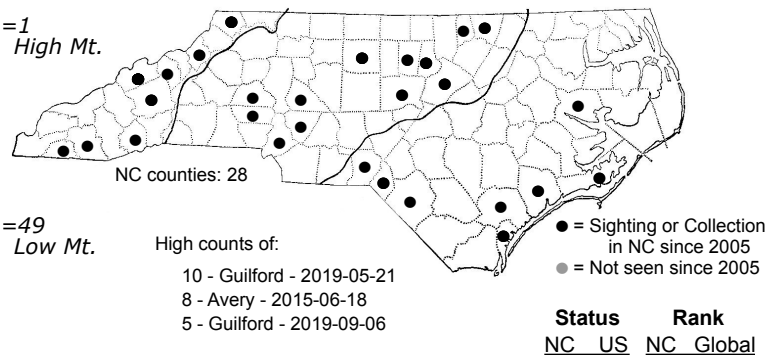 =1
High Mt.
NC counties: 28
=49
Low Mt.
High counts of:
10 - Guilford - 2019-05-21
8 - Avery - 2015-06-18
5 - Guilford - 2019-09-06
● = Sighting or Collection
in NC since 2005
● = Not seen since 2005
Status Rank
NC US NC Global